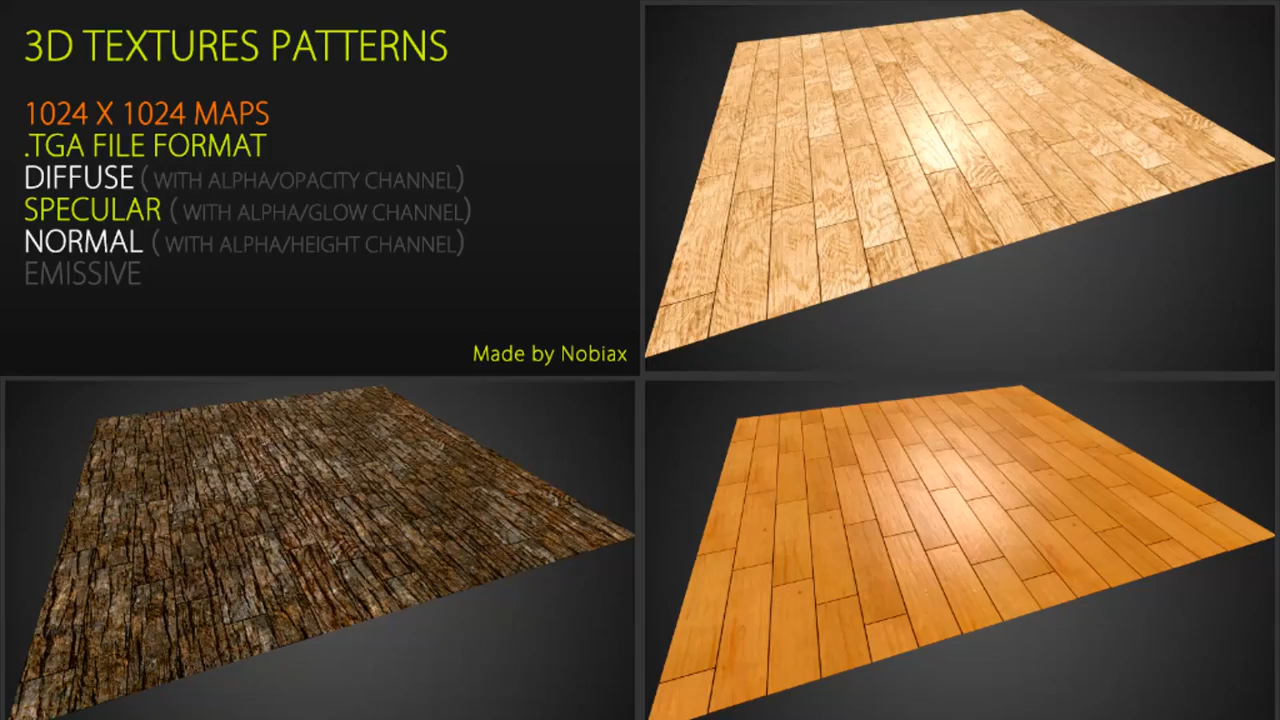 3D TEXTURES PATTERNS
1024 X 1024 MAPS
.TGA FILE FORMAT
DIFFUSE ( WITH ALPHA/OPACITY CHANNEL)
SPECULAR ( WITH ALPHA/GLOW CHANNEL)
NORMAL ( WITH ALPHA/HEIGHT CHANNEL)
EMISSIVE
Made by Nobiax